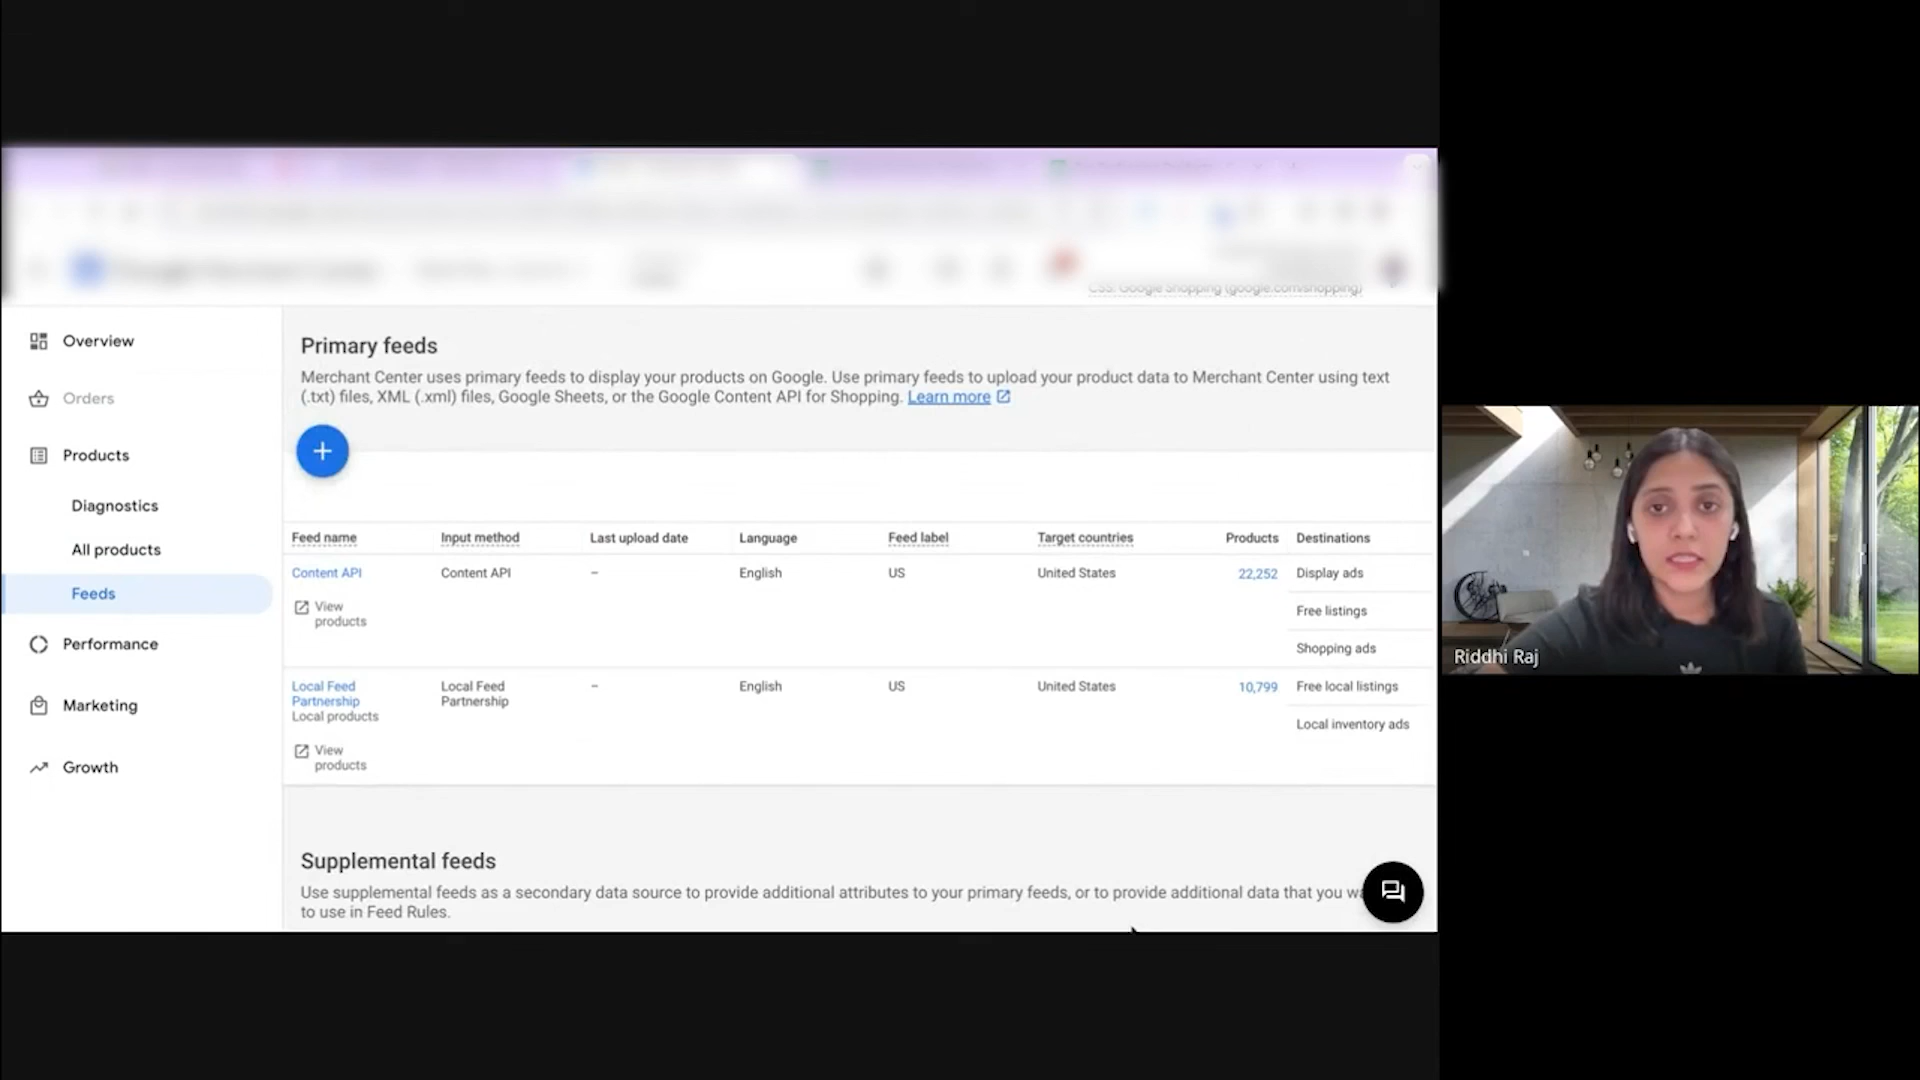 CSS: Google Shopping (google.com/shopping)
Overview
Orders
Products
Diagnostics
All products
Feeds
Performance
Marketing
Growth
Primary feeds
Merchant Center uses primary feeds to display your products on Google. Use primary feeds to upload your product data to Merchant Center using text
(.txt) files, XML (.xml) files, Google Sheets, or the Google Content API for Shopping. Learn more
Feed name Input method Last upload date Language Feed label Target countries Products Destinations
Content API Content API – English US United States 22,252 Display ads
View
products
Free listings
Shopping ads
Local Feed Local Feed – English US United States 10,799 Free local listings
Partnership Partnership
Local products
Local inventory ads
View
products
Supplemental feeds
Use supplemental feeds as a secondary data source to provide additional attributes to your primary feeds, or to provide additional data that you
to use in Feed Rules.
Riddhi Raj